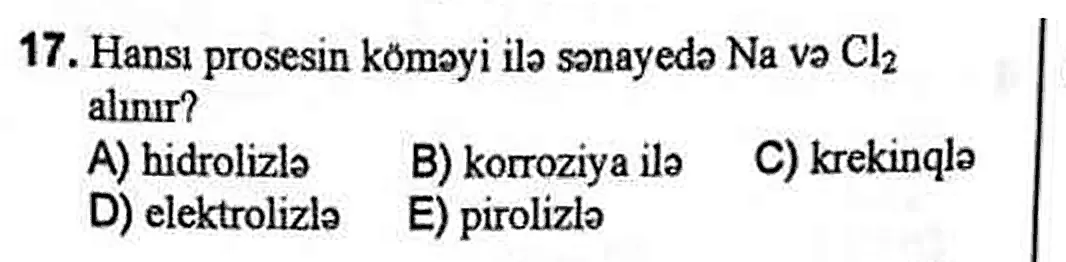 17. Hansı prosesin köməyi ilə sənayedə Na və Cl₂
alınır?
A) hidrolizlə B) korroziya ilə C) krekinqlə
D) elektrolizlə E) pirolizlə